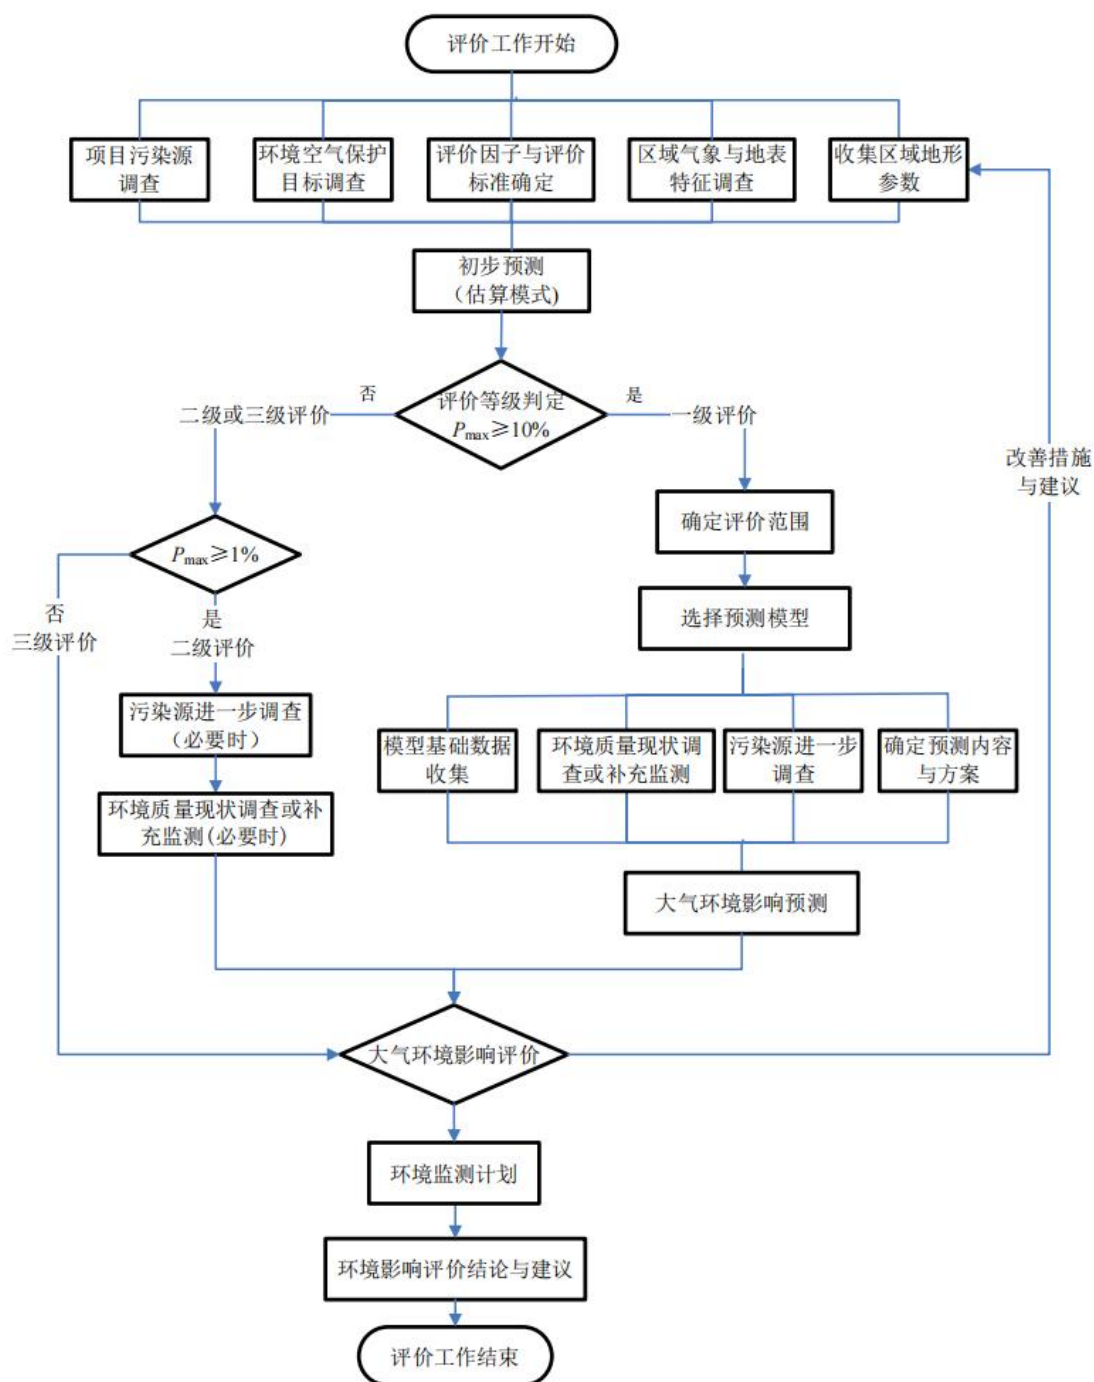 评价工作开始
项目污染源
调查
环境空气保护
目标调查
评价因子与评价
标准确定
区域气象与地表
特征调查
收集区域地形
参数
初步预测
（估算模式)
否
是
评价等级判定
Pmax≥10%
二级或三级评价
一级评价
改善措施
与建议
确定评价范围
Pmax≥1%
选择预测模型
否
三级评价
是
二级评价
污染源进一步调查
（必要时）
模型基础数据
收集
环境质量现状调
查或补充监测
污染源进一步
调查
确定预测内容
与方案
环境质量现状调查或补
充监测(必要时)
大气环境影响预测
大气环境影响评价
环境监测计划
环境影响评价结论与建议
评价工作结束